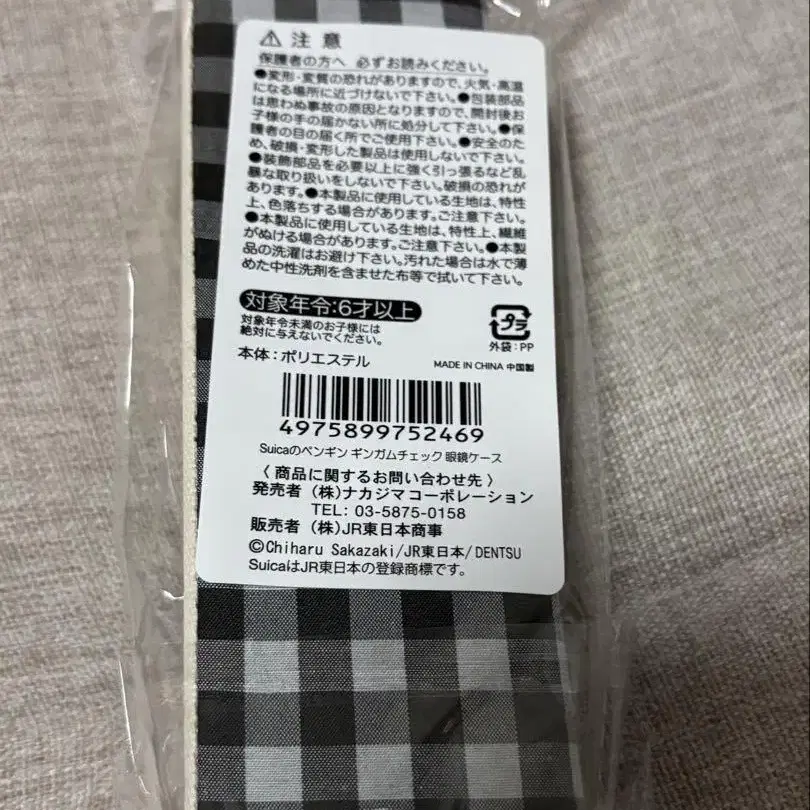 ⚠ 注意
保護者の方へ 必ずお読みください。
●変形・変質の恐れがありますので、火気・高温
になる場所に近づけないで下さい。●包装部品
は思わぬ事故の原因となりますので、開封後お
子様の手の届かない所に処分して下さい。●保
護者の目の届く所でご使用下さい。●安全のた
め、破損・変形した製品は使用しないで下さい。
●装飾部品を必要以上に強く引っ張るなど乱
暴な取り扱いをしないで下さい。破損の恐れが
あります。●本製品に使用している生地は、特性
上、色落ちする場合があります。ご注意下さい。
●本製品に使用している生地は、特性上、繊維
がぬける場合があります。ご注意下さい。●本製
品の洗濯はお避け下さい。汚れた場合は水で薄
めた中性洗剤を含ませた布等で拭いて下さい。
対象年令:6才以上
対象年令未満のお子様には
絶対に与えないでください。
プラ
外袋:PP
本体:ポリエステル
MADE IN CHINA 中国製
4975899752469
Suicaのペンギン ギンガムチェック 眼鏡ケース
〈 商品に関するお問い合わせ先 〉
発売者 (株)ナカジマコーポレーション
TEL: 03-5875-0158
販売者 (株)JR東日本商事
©Chiharu Sakazaki/JR東日本/DENTSU
SuicaはJR東日本の登録商標です。